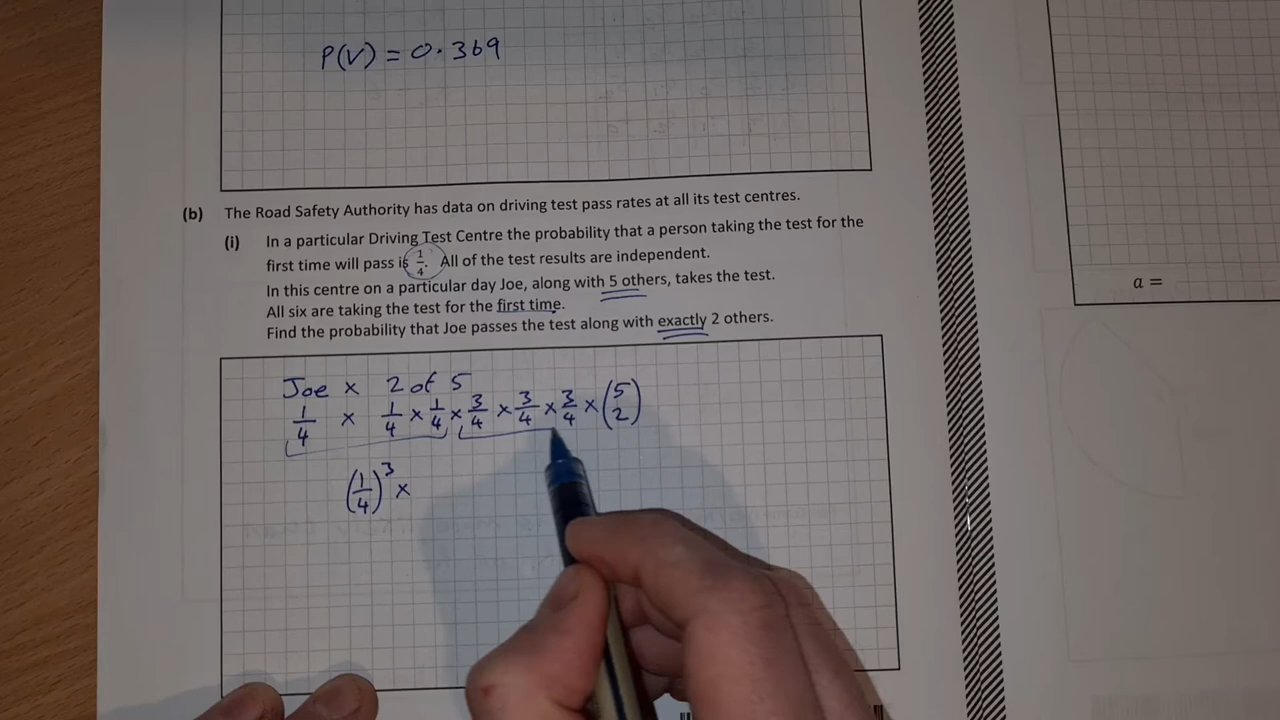 P(V) = 0.369
(b) The Road Safety Authority has data on driving test pass rates at all its test centres.
(i) In a particular Driving Test Centre the probability that a person taking the test for the
first time will pass is 1/4. All of the test results are independent.
In this centre on a particular day Joe, along with 5 others, takes the test.
All six are taking the test for the first time.
Find the probability that Joe passes the test along with exactly 2 others.
a =
Joe × 2 of 5
1/4 × 1/4 × 1/4 × 3/4 × 3/4 × 3/4 × (5 2)
(1/4)³ ×